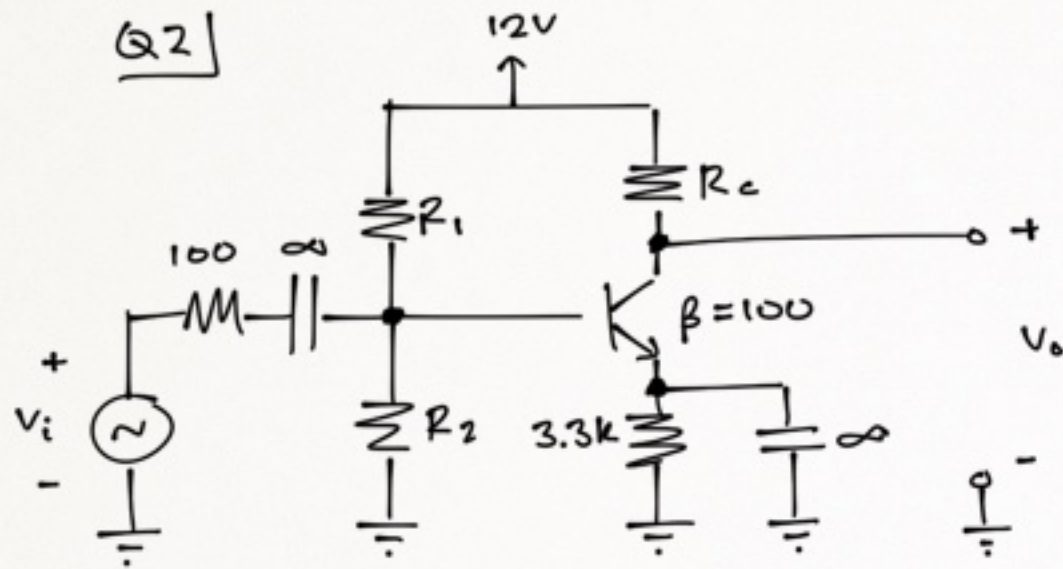 Q2
12V
R1
Rc
100 ∞
β=100
+
+
Vi
Vo
R2
3.3k
∞
-
-